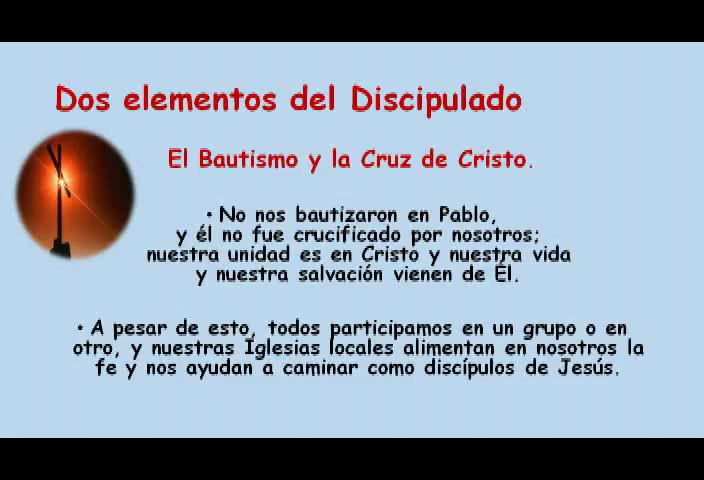 Dos elementos del Discipulado
El Bautismo y la Cruz de Cristo.
• No nos bautizaron en Pablo,
y él no fue crucificado por nosotros;
nuestra unidad es en Cristo y nuestra vida
y nuestra salvación vienen de Él.
• A pesar de esto, todos participamos en un grupo o en
otro, y nuestras Iglesias locales alimentan en nosotros la
fe y nos ayudan a caminar como discípulos de Jesús.